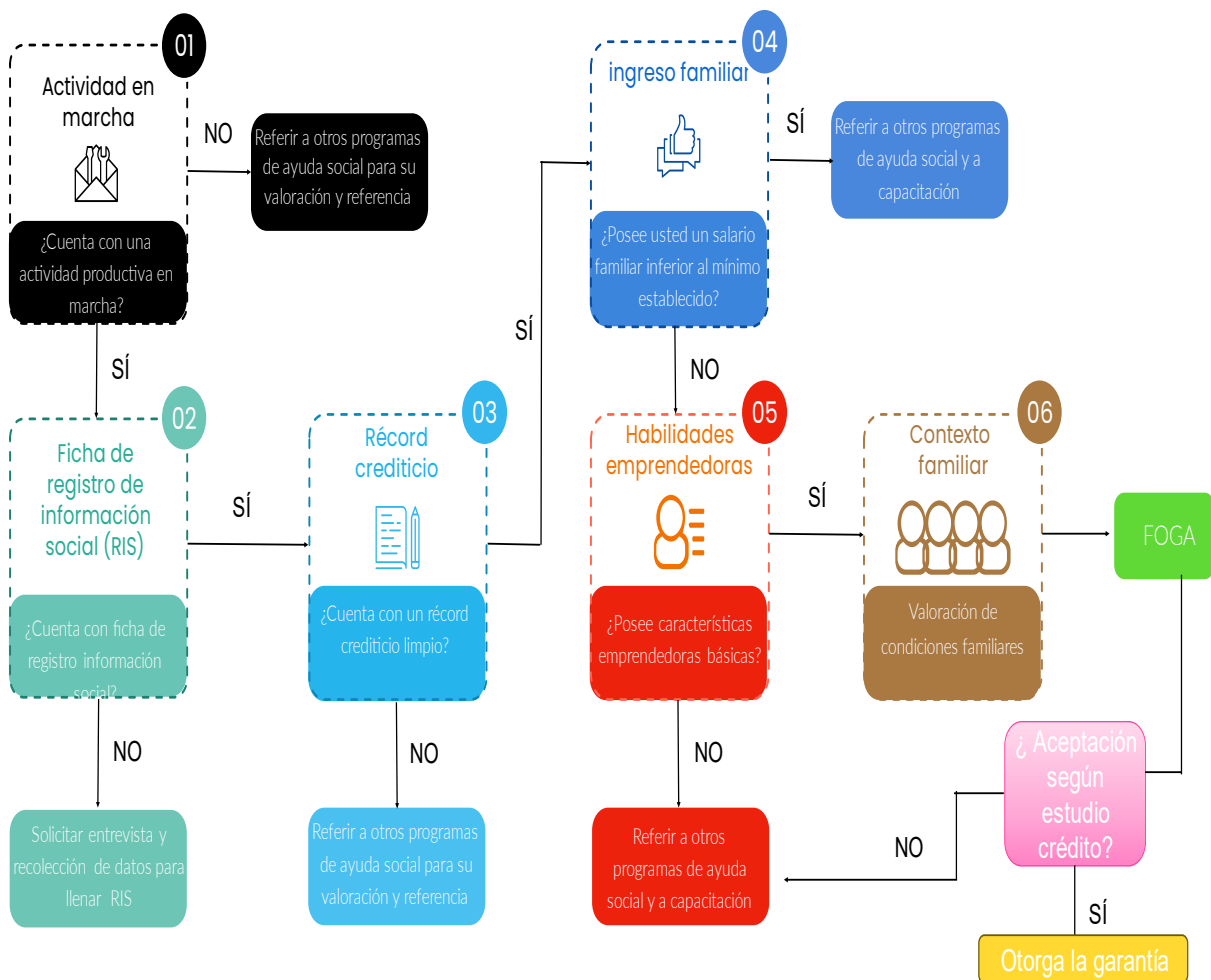 01
Actividad en
marcha
¿Cuenta con una
actividad productiva en
marcha?
NO
Referir a otros programas
de ayuda social para su
valoración y referencia
SÍ
02
Ficha de
registro de
información
social (RIS)
¿Cuenta con ficha de
registro información
social?
NO
Solicitar entrevista y
recolección de datos para
llenar RIS
SÍ
03
Récord
crediticio
¿Cuenta con un récord
crediticio limpio?
NO
Referir a otros programas
de ayuda social para su
valoración y referencia
SÍ
04
ingreso familiar
¿Posee usted un salario
familiar inferior al mínimo
establecido?
SÍ
Referir a otros programas
de ayuda social y a
capacitación
NO
05
Habilidades
emprendedoras
¿Posee características
emprendedoras básicas?
NO
Referir a otros
programas de ayuda
social y a capacitación
SÍ
06
Contexto
familiar
Valoración de
condiciones familiares
FOGA
¿ Aceptación
según
estudio
crédito?
NO
SÍ
Otorga la garantía